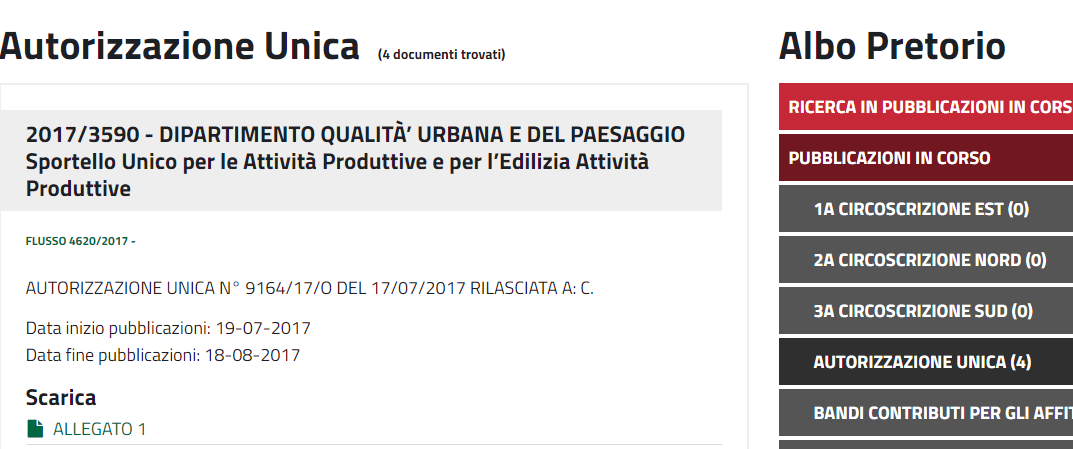 Autorizzazione Unica (4 documenti trovati)
2017/3590 - DIPARTIMENTO QUALITÀ’ URBANA E DEL PAESAGGIO
Sportello Unico per le Attività Produttive e per l’Edilizia Attività
Produttive
FLUSSO 4620/2017 -
AUTORIZZAZIONE UNICA N° 9164/17/O DEL 17/07/2017 RILASCIATA A: C.
Data inizio pubblicazioni: 19-07-2017
Data fine pubblicazioni: 18-08-2017
Scarica
ALLEGATO 1
Albo Pretorio
RICERCA IN PUBBLICAZIONI IN CORS
PUBBLICAZIONI IN CORSO
1A CIRCOSCRIZIONE EST (0)
2A CIRCOSCRIZIONE NORD (0)
3A CIRCOSCRIZIONE SUD (0)
AUTORIZZAZIONE UNICA (4)
BANDI CONTRIBUTI PER GLI AFFIT